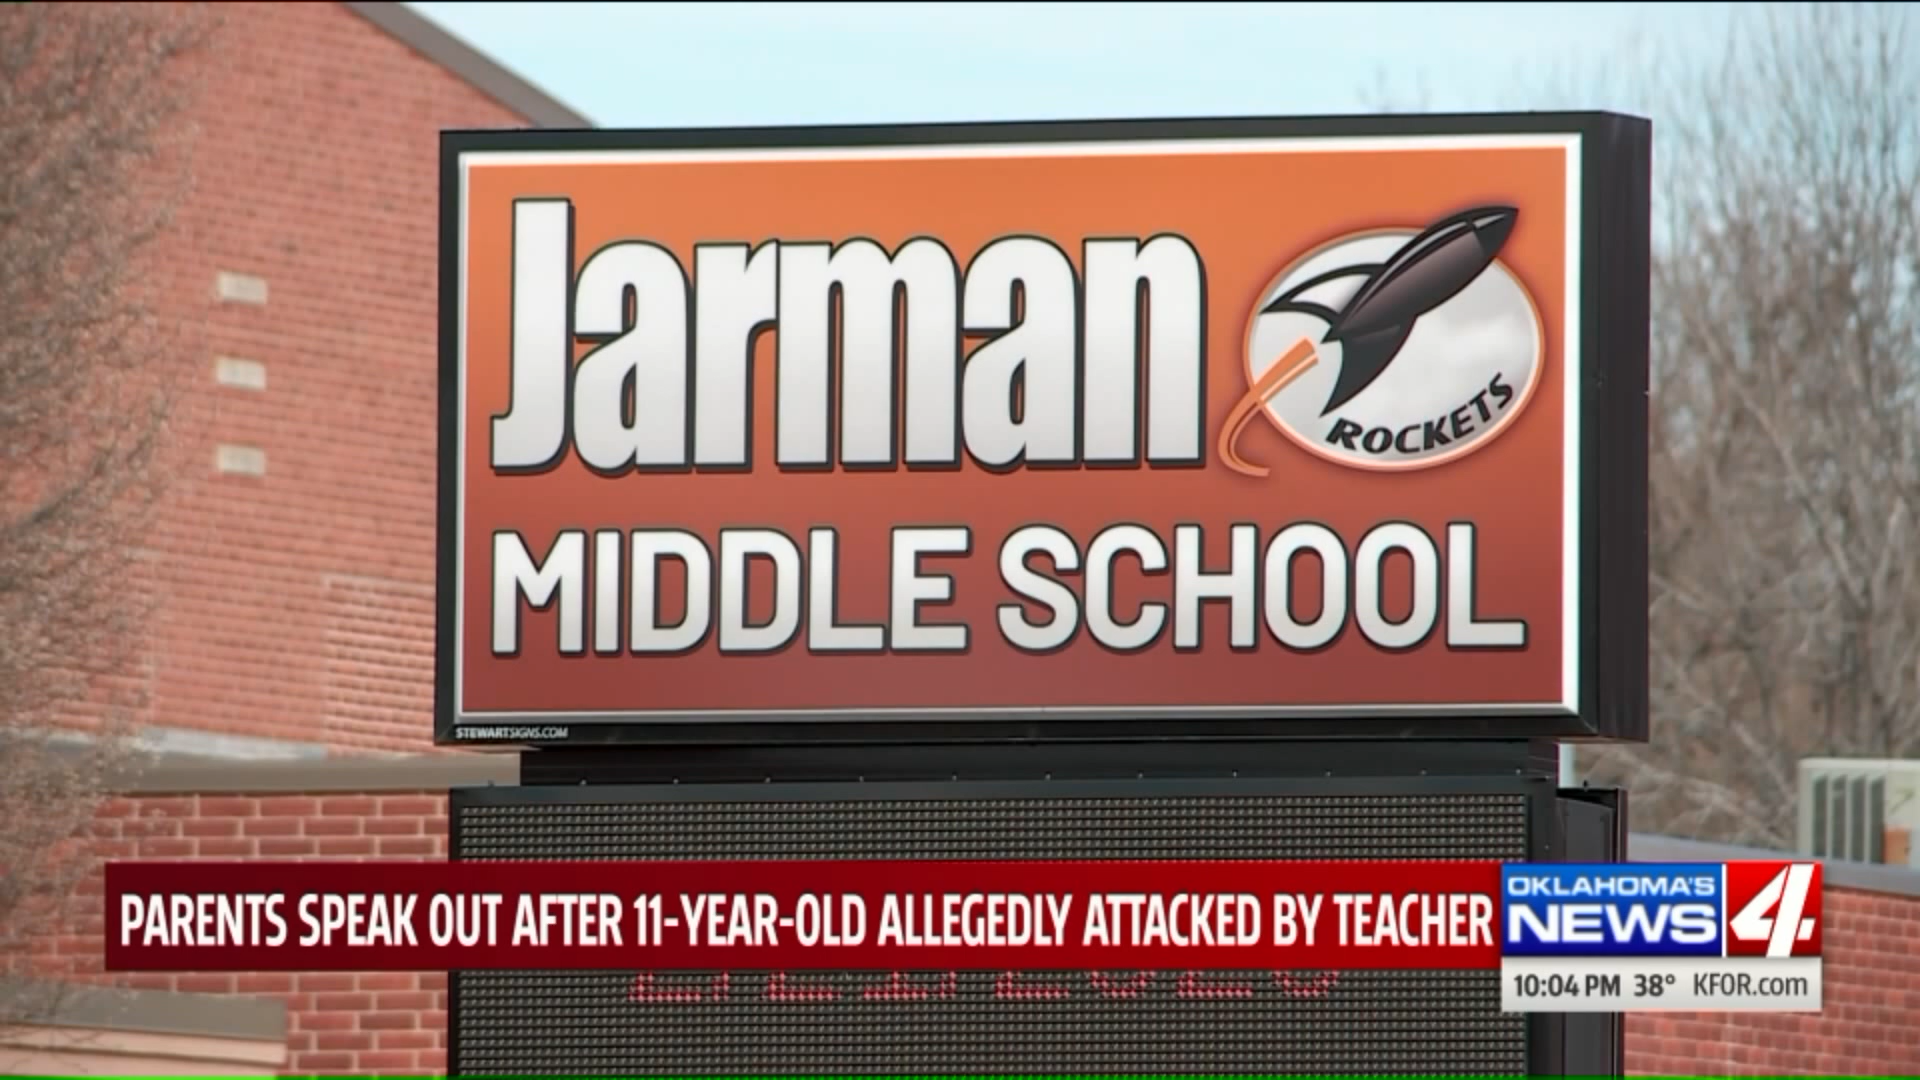 Jarman
ROCKETS
MIDDLE SCHOOL
STEWARTSIGNS.COM
PARENTS SPEAK OUT AFTER 11-YEAR-OLD ALLEGEDLY ATTACKED BY TEACHER
OKLAHOMA'S
NEWS 4
10:04 PM 38° KFOR.com